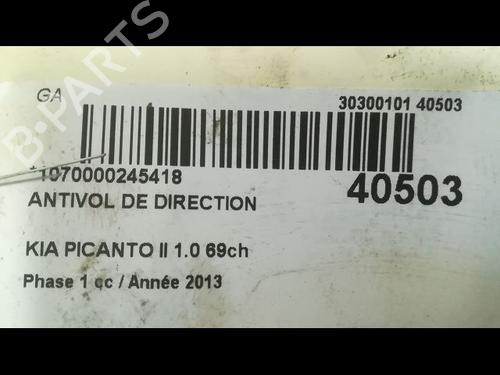 GA
30300101 40503
1070000245418
40503
ANTIVOL DE DIRECTION
KIA PICANTO II 1.0 69ch
Phase 1 cc / Année 2013
B-PARTS